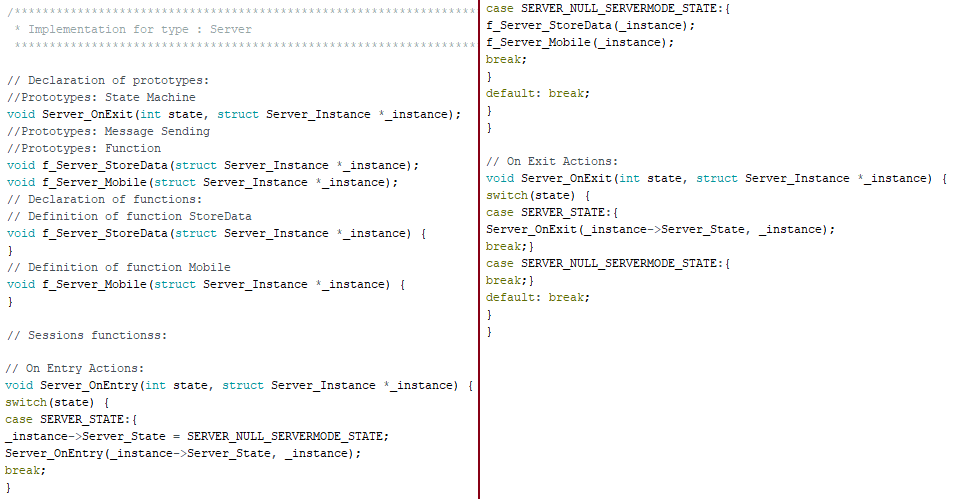 /******************************************************************
* Implementation for type : Server
******************************************************************
// Declaration of prototypes:
//Prototypes: State Machine
void Server_OnExit(int state, struct Server_Instance *_instance);
//Prototypes: Message Sending
//Prototypes: Function
void f_Server_StoreData(struct Server_Instance *_instance);
void f_Server_Mobile(struct Server_Instance *_instance);
// Declaration of functions:
// Definition of function StoreData
void f_Server_StoreData(struct Server_Instance *_instance) {
}
// Definition of function Mobile
void f_Server_Mobile(struct Server_Instance *_instance) {
}
// Sessions functionss:
// On Entry Actions:
void Server_OnEntry(int state, struct Server_Instance *_instance) {
switch(state) {
case SERVER_STATE:{
_instance->Server_State = SERVER_NULL_SERVERMODE_STATE;
Server_OnEntry(_instance->Server_State, _instance);
break;
}
case SERVER_NULL_SERVERMODE_STATE:{
f_Server_StoreData(_instance);
f_Server_Mobile(_instance);
break;
}
default: break;
}
}
// On Exit Actions:
void Server_OnExit(int state, struct Server_Instance *_instance) {
switch(state) {
case SERVER_STATE:{
Server_OnExit(_instance->Server_State, _instance);
break;}
case SERVER_NULL_SERVERMODE_STATE:{
break;}
default: break;
}
}